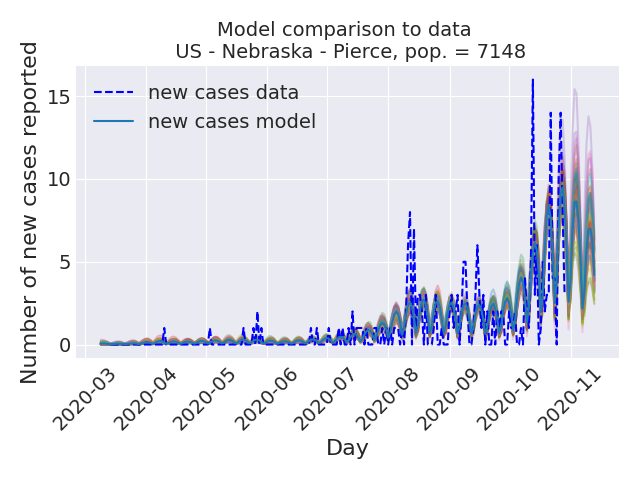 Model comparison to data
US - Nebraska - Pierce, pop. = 7148
Number of new cases reported
15
10
5
0
new cases data
new cases model
2020-03
2020-04
2020-05
2020-06
2020-07
2020-08
2020-09
2020-10
2020-11
Day